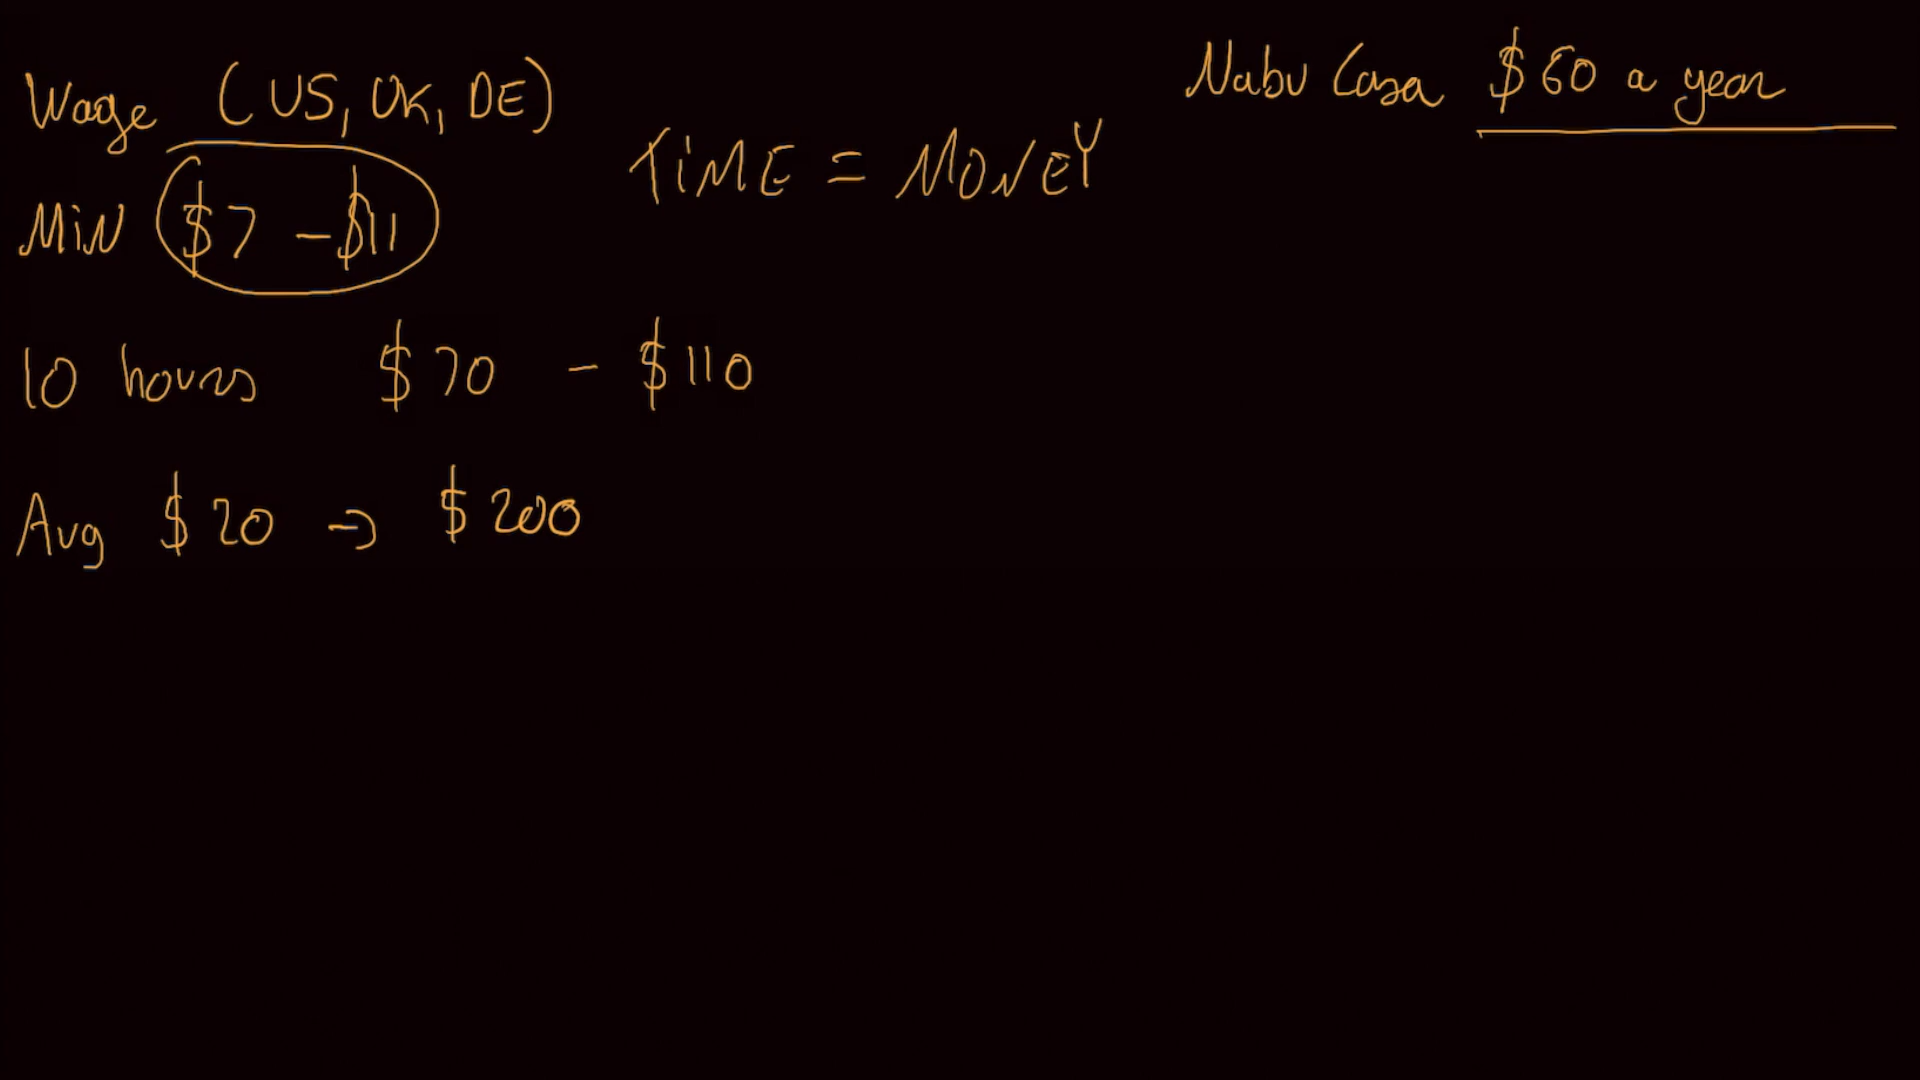 Wage (US, UK, DE)
MiN $7 - $11
10 hours $70 - $110
Avg $20 → $200
TiME = MONEY
Nabu Casa $60 a year